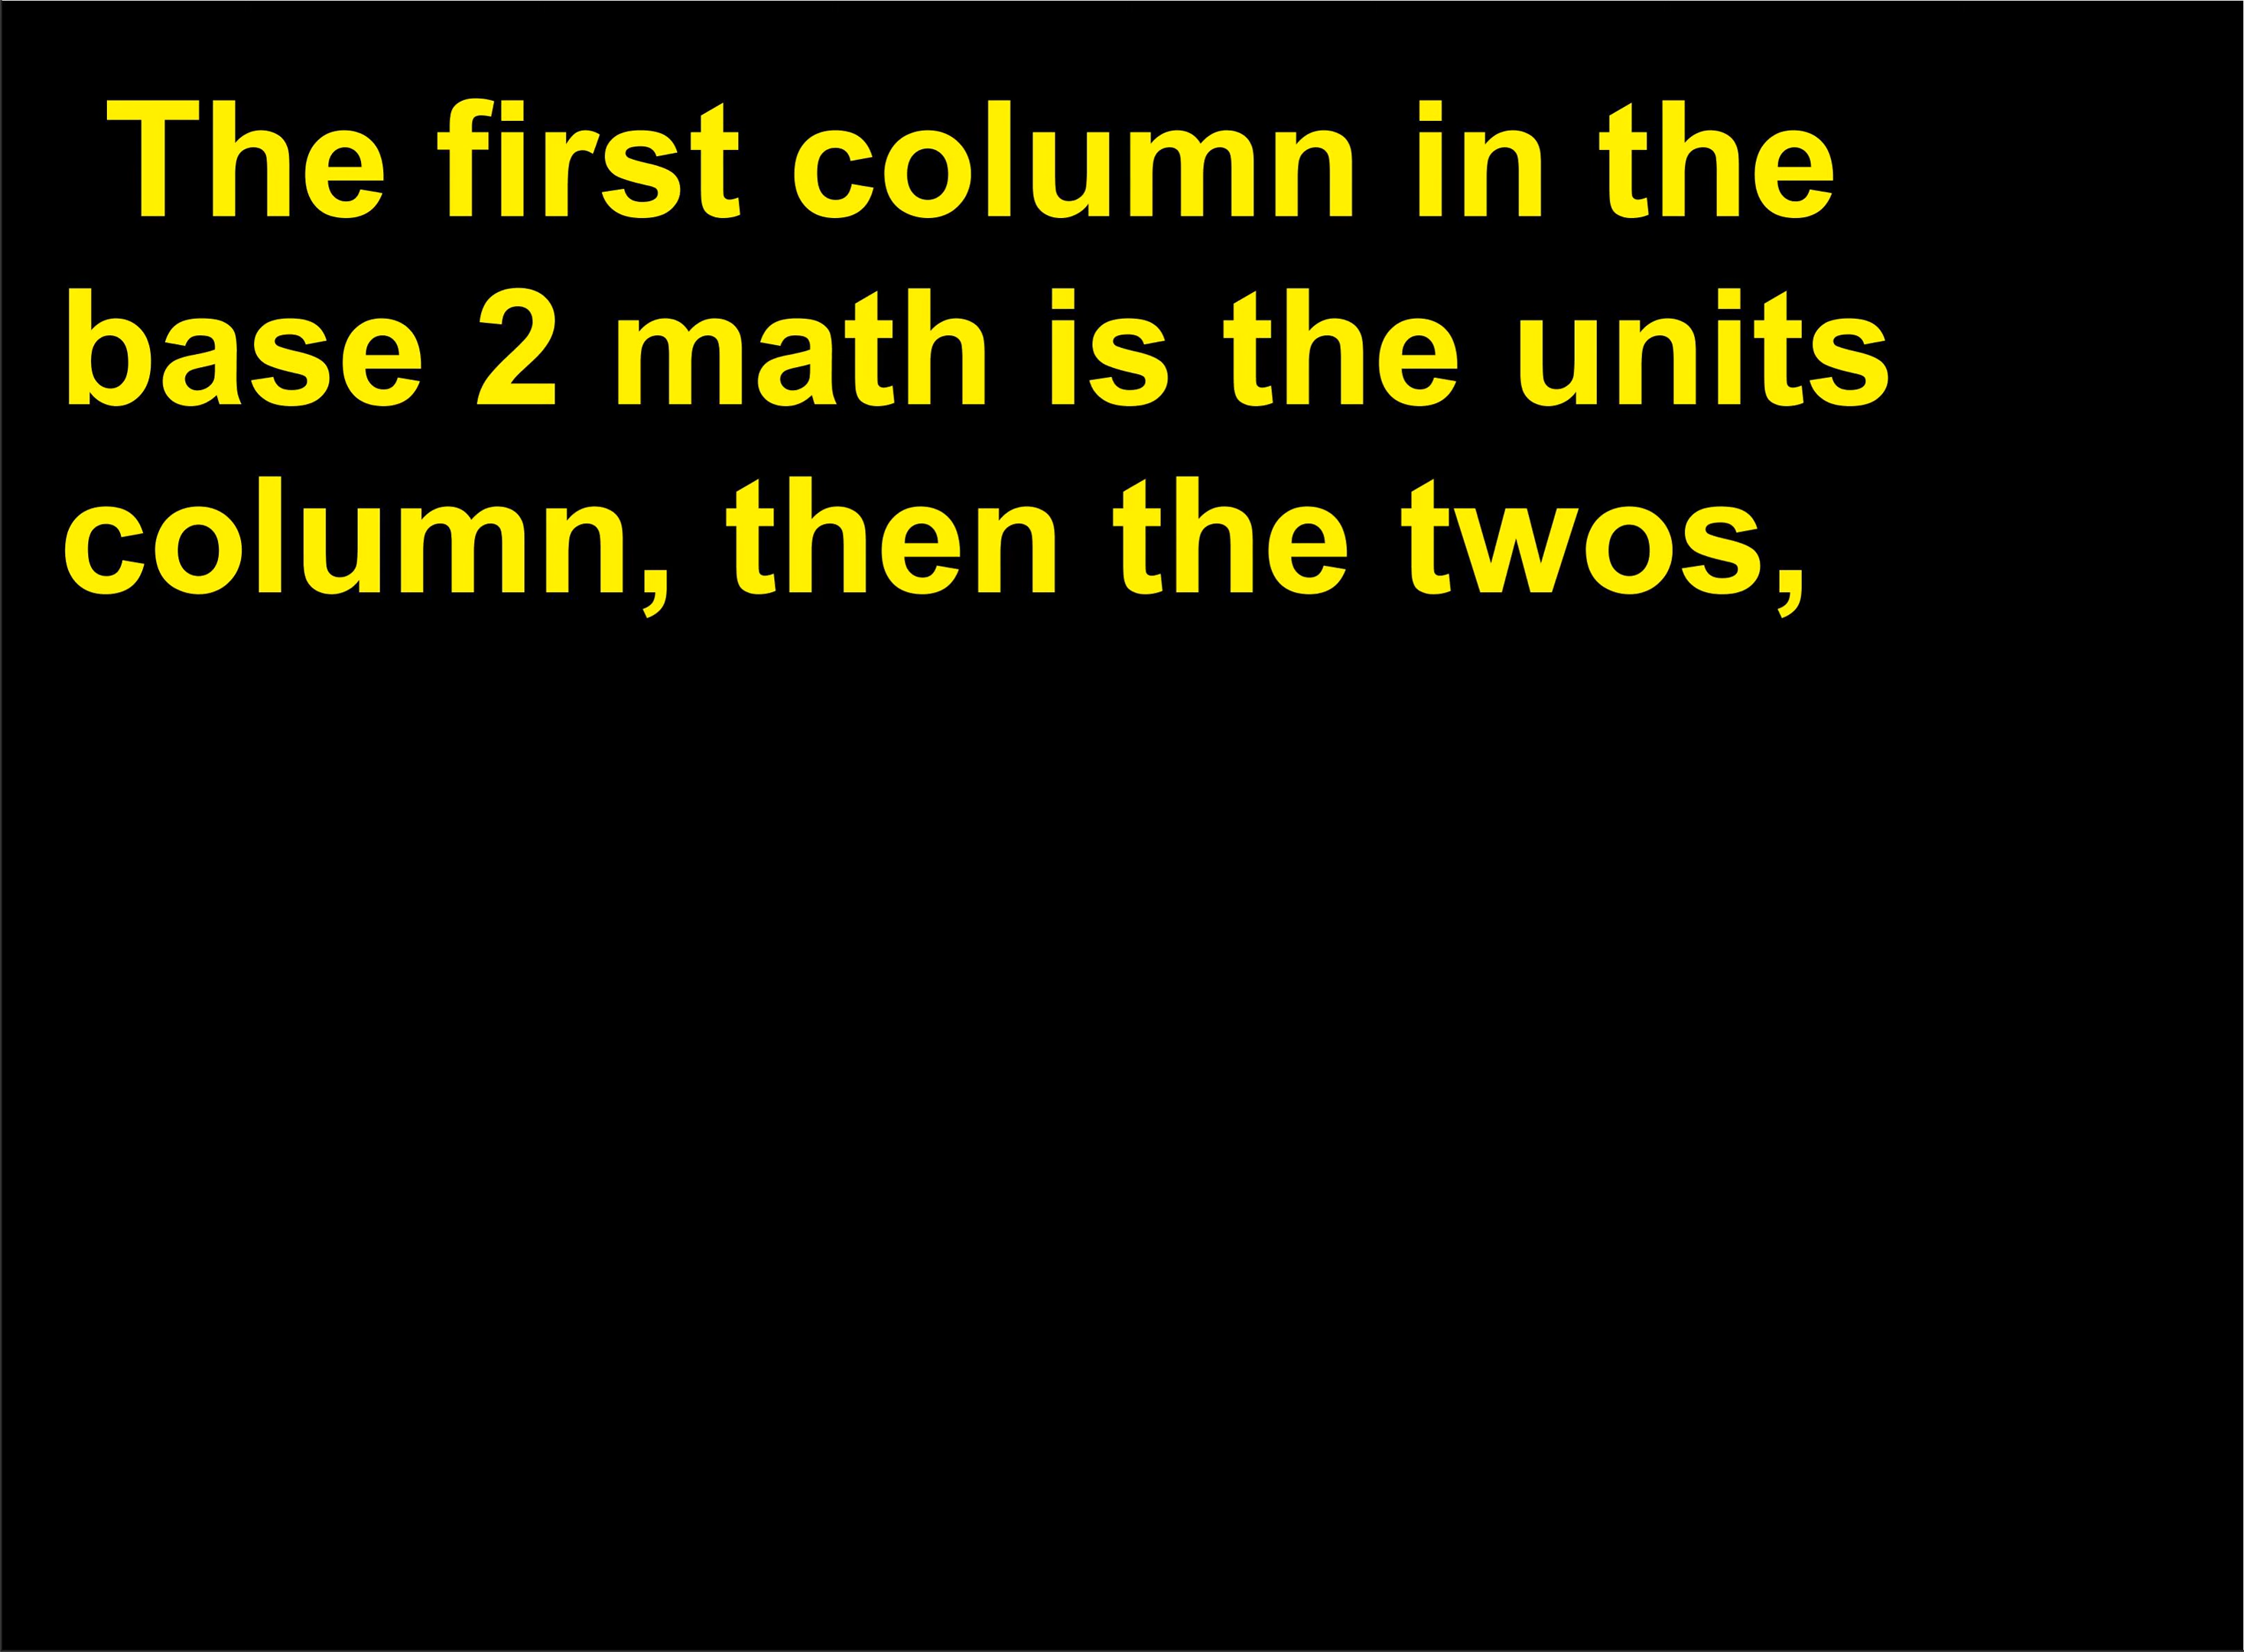 The first column in the
base 2 math is the units
column, then the twos,